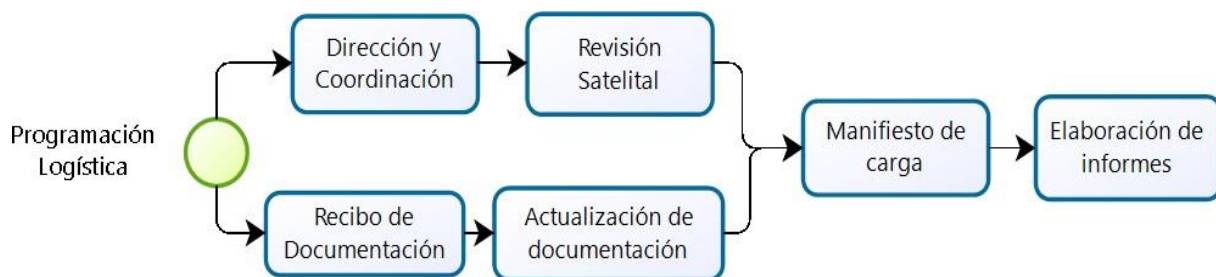 Programación
Logística
Dirección y
Coordinación
Revisión
Satelital
Recibo de
Documentación
Actualización de
documentación
Manifiesto de
carga
Elaboración de
informes